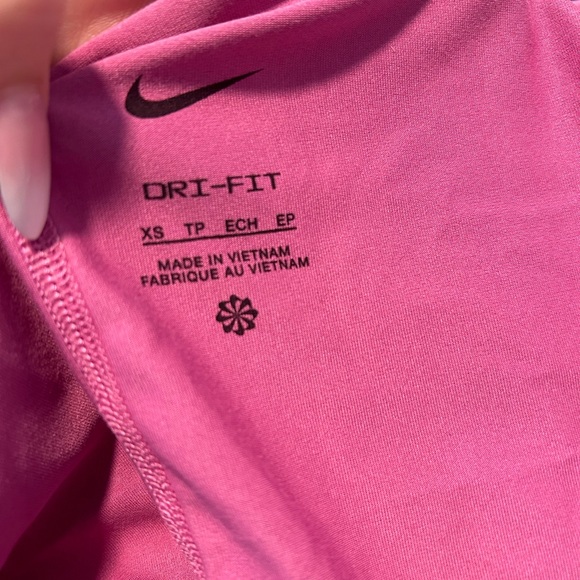 DRI-FIT
XS TP ECH EP
MADE IN VIETNAM
FABRIQUE AU VIETNAM